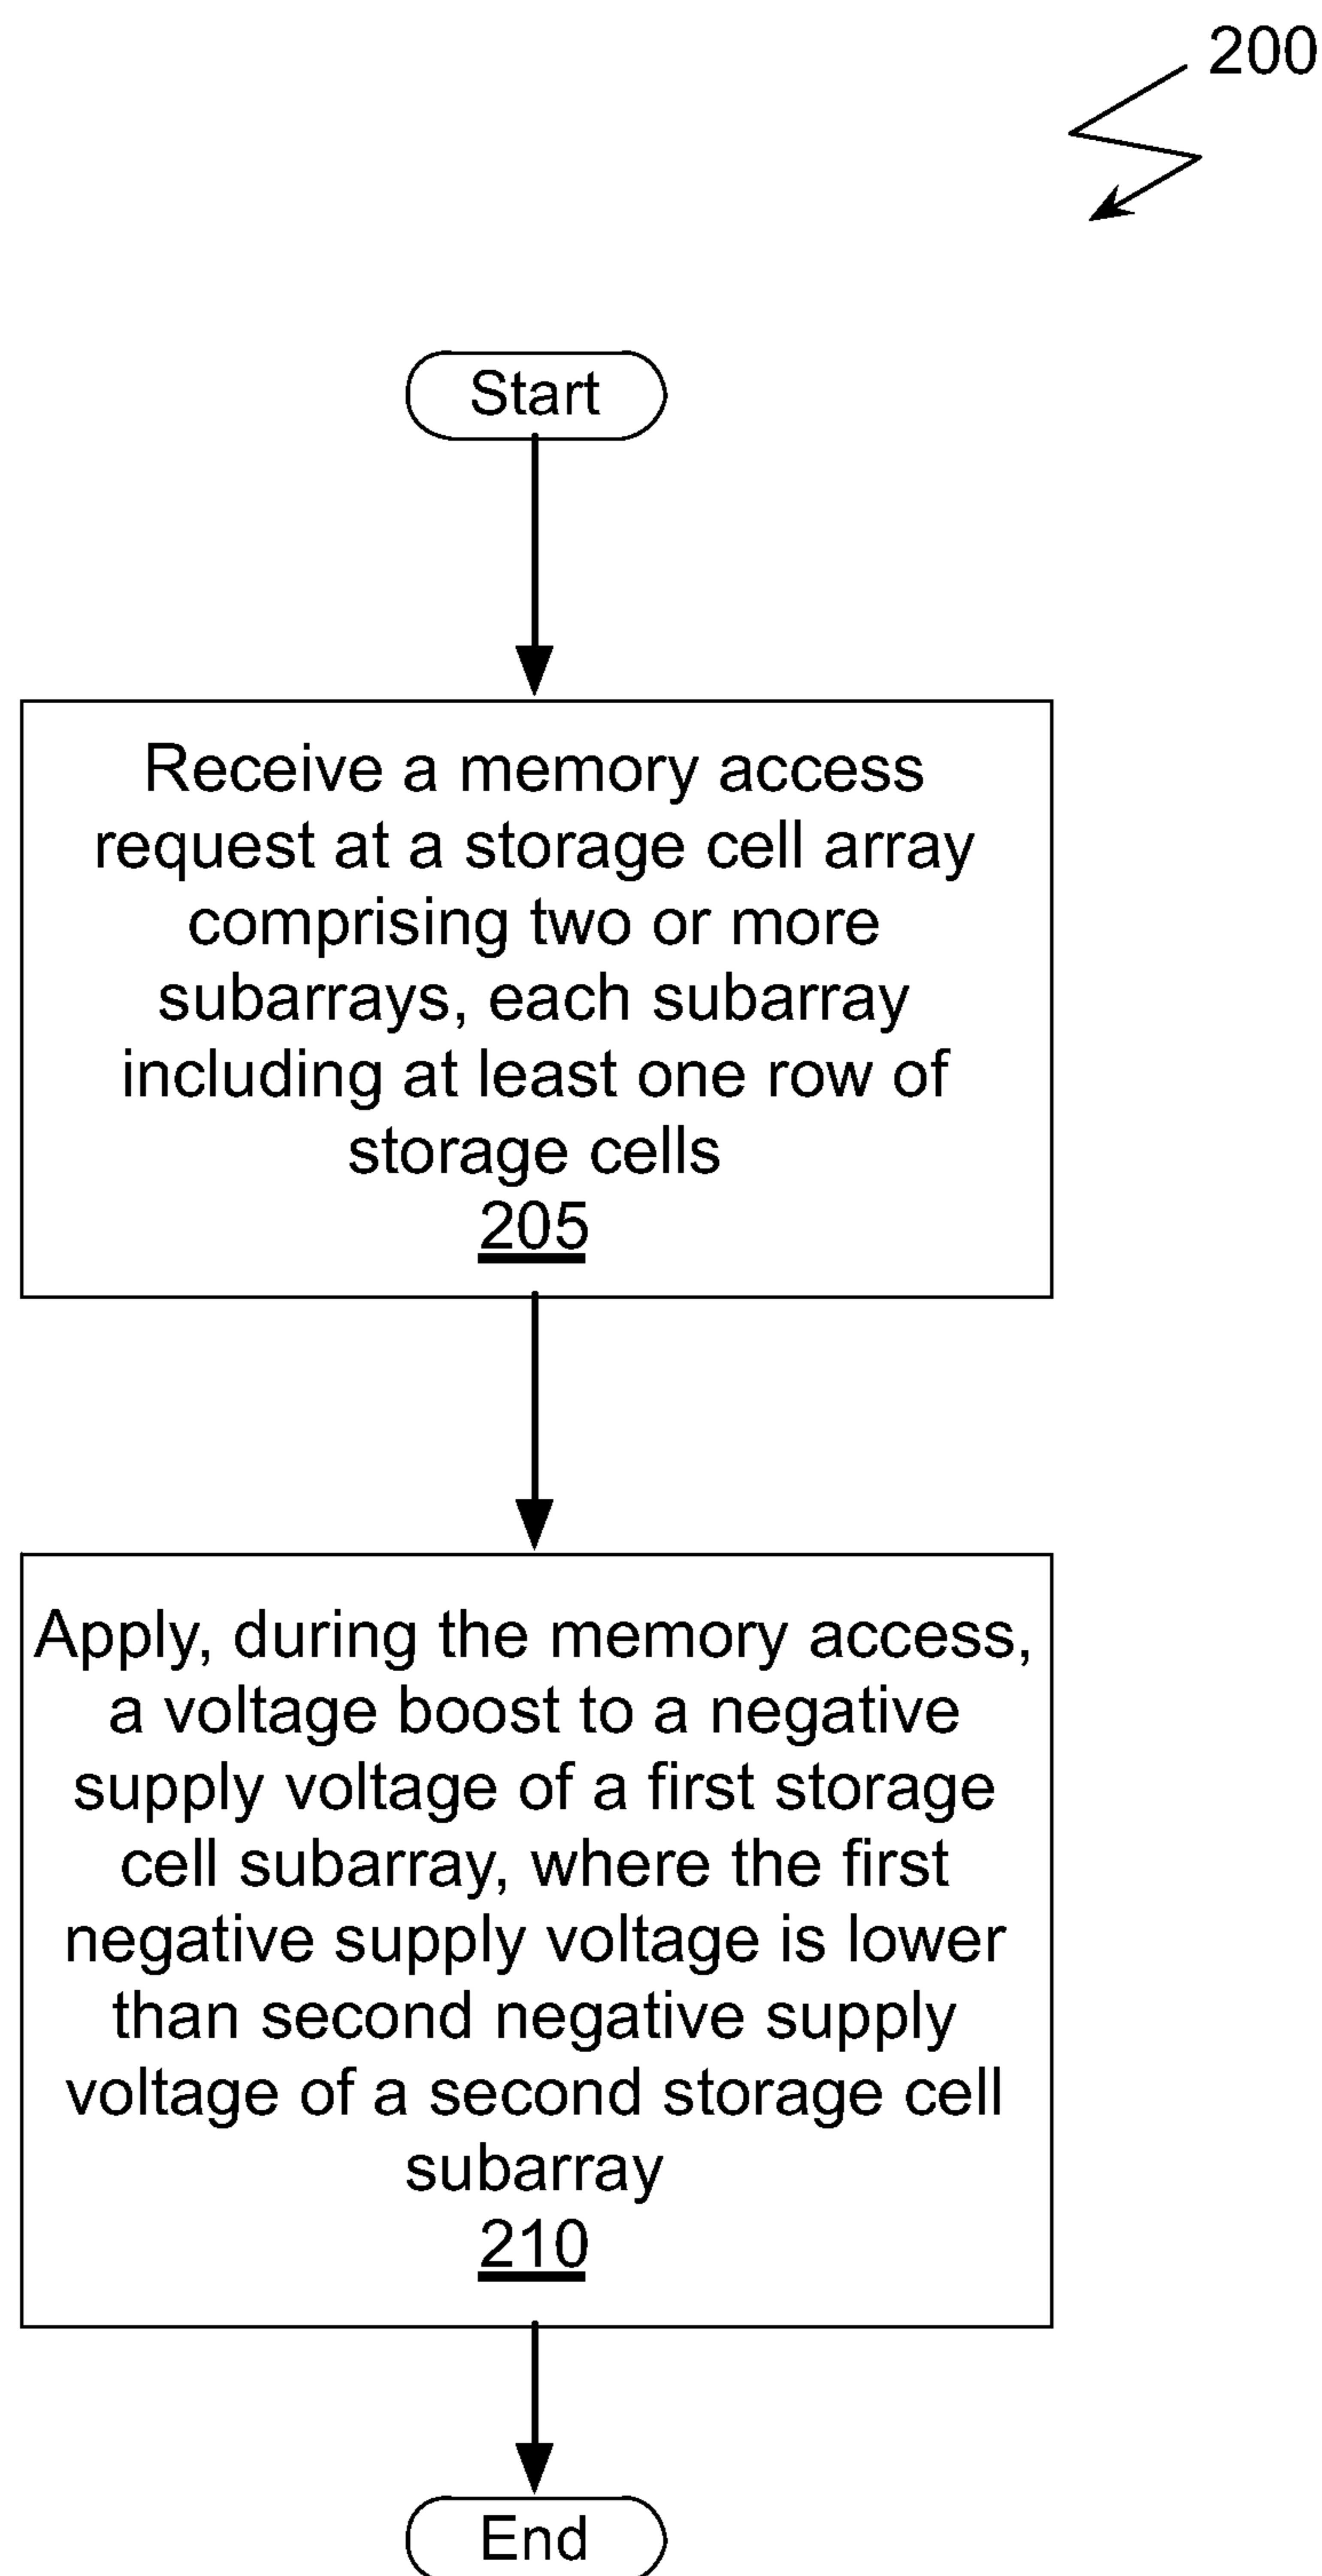 200
Start
Receive a memory access
request at a storage cell array
comprising two or more
subarrays, each subarray
including at least one row of
storage cells
205
Apply, during the memory access,
a voltage boost to a negative
supply voltage of a first storage
cell subarray, where the first
negative supply voltage is lower
than second negative supply
voltage of a second storage cell
subarray
210
End